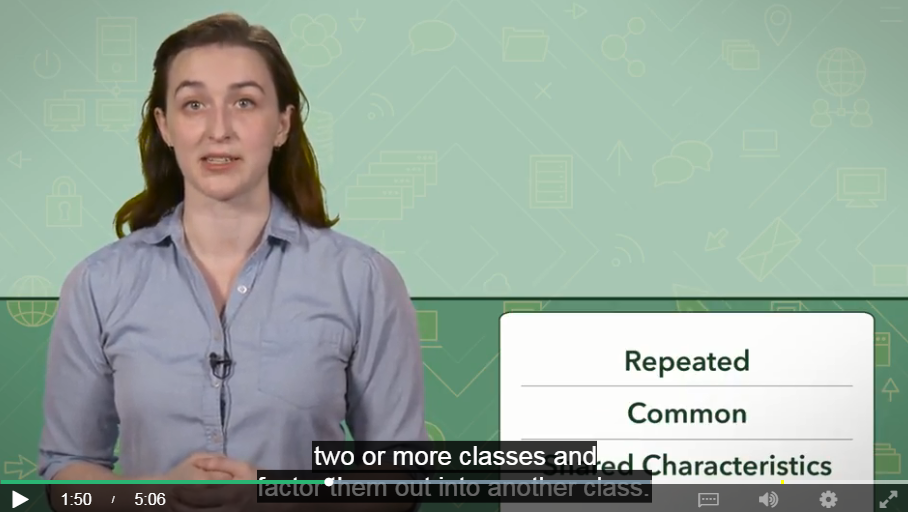 Repeated
Common
Shared Characteristics
two or more classes and
factor them out into another class.
1:50 / 5:06